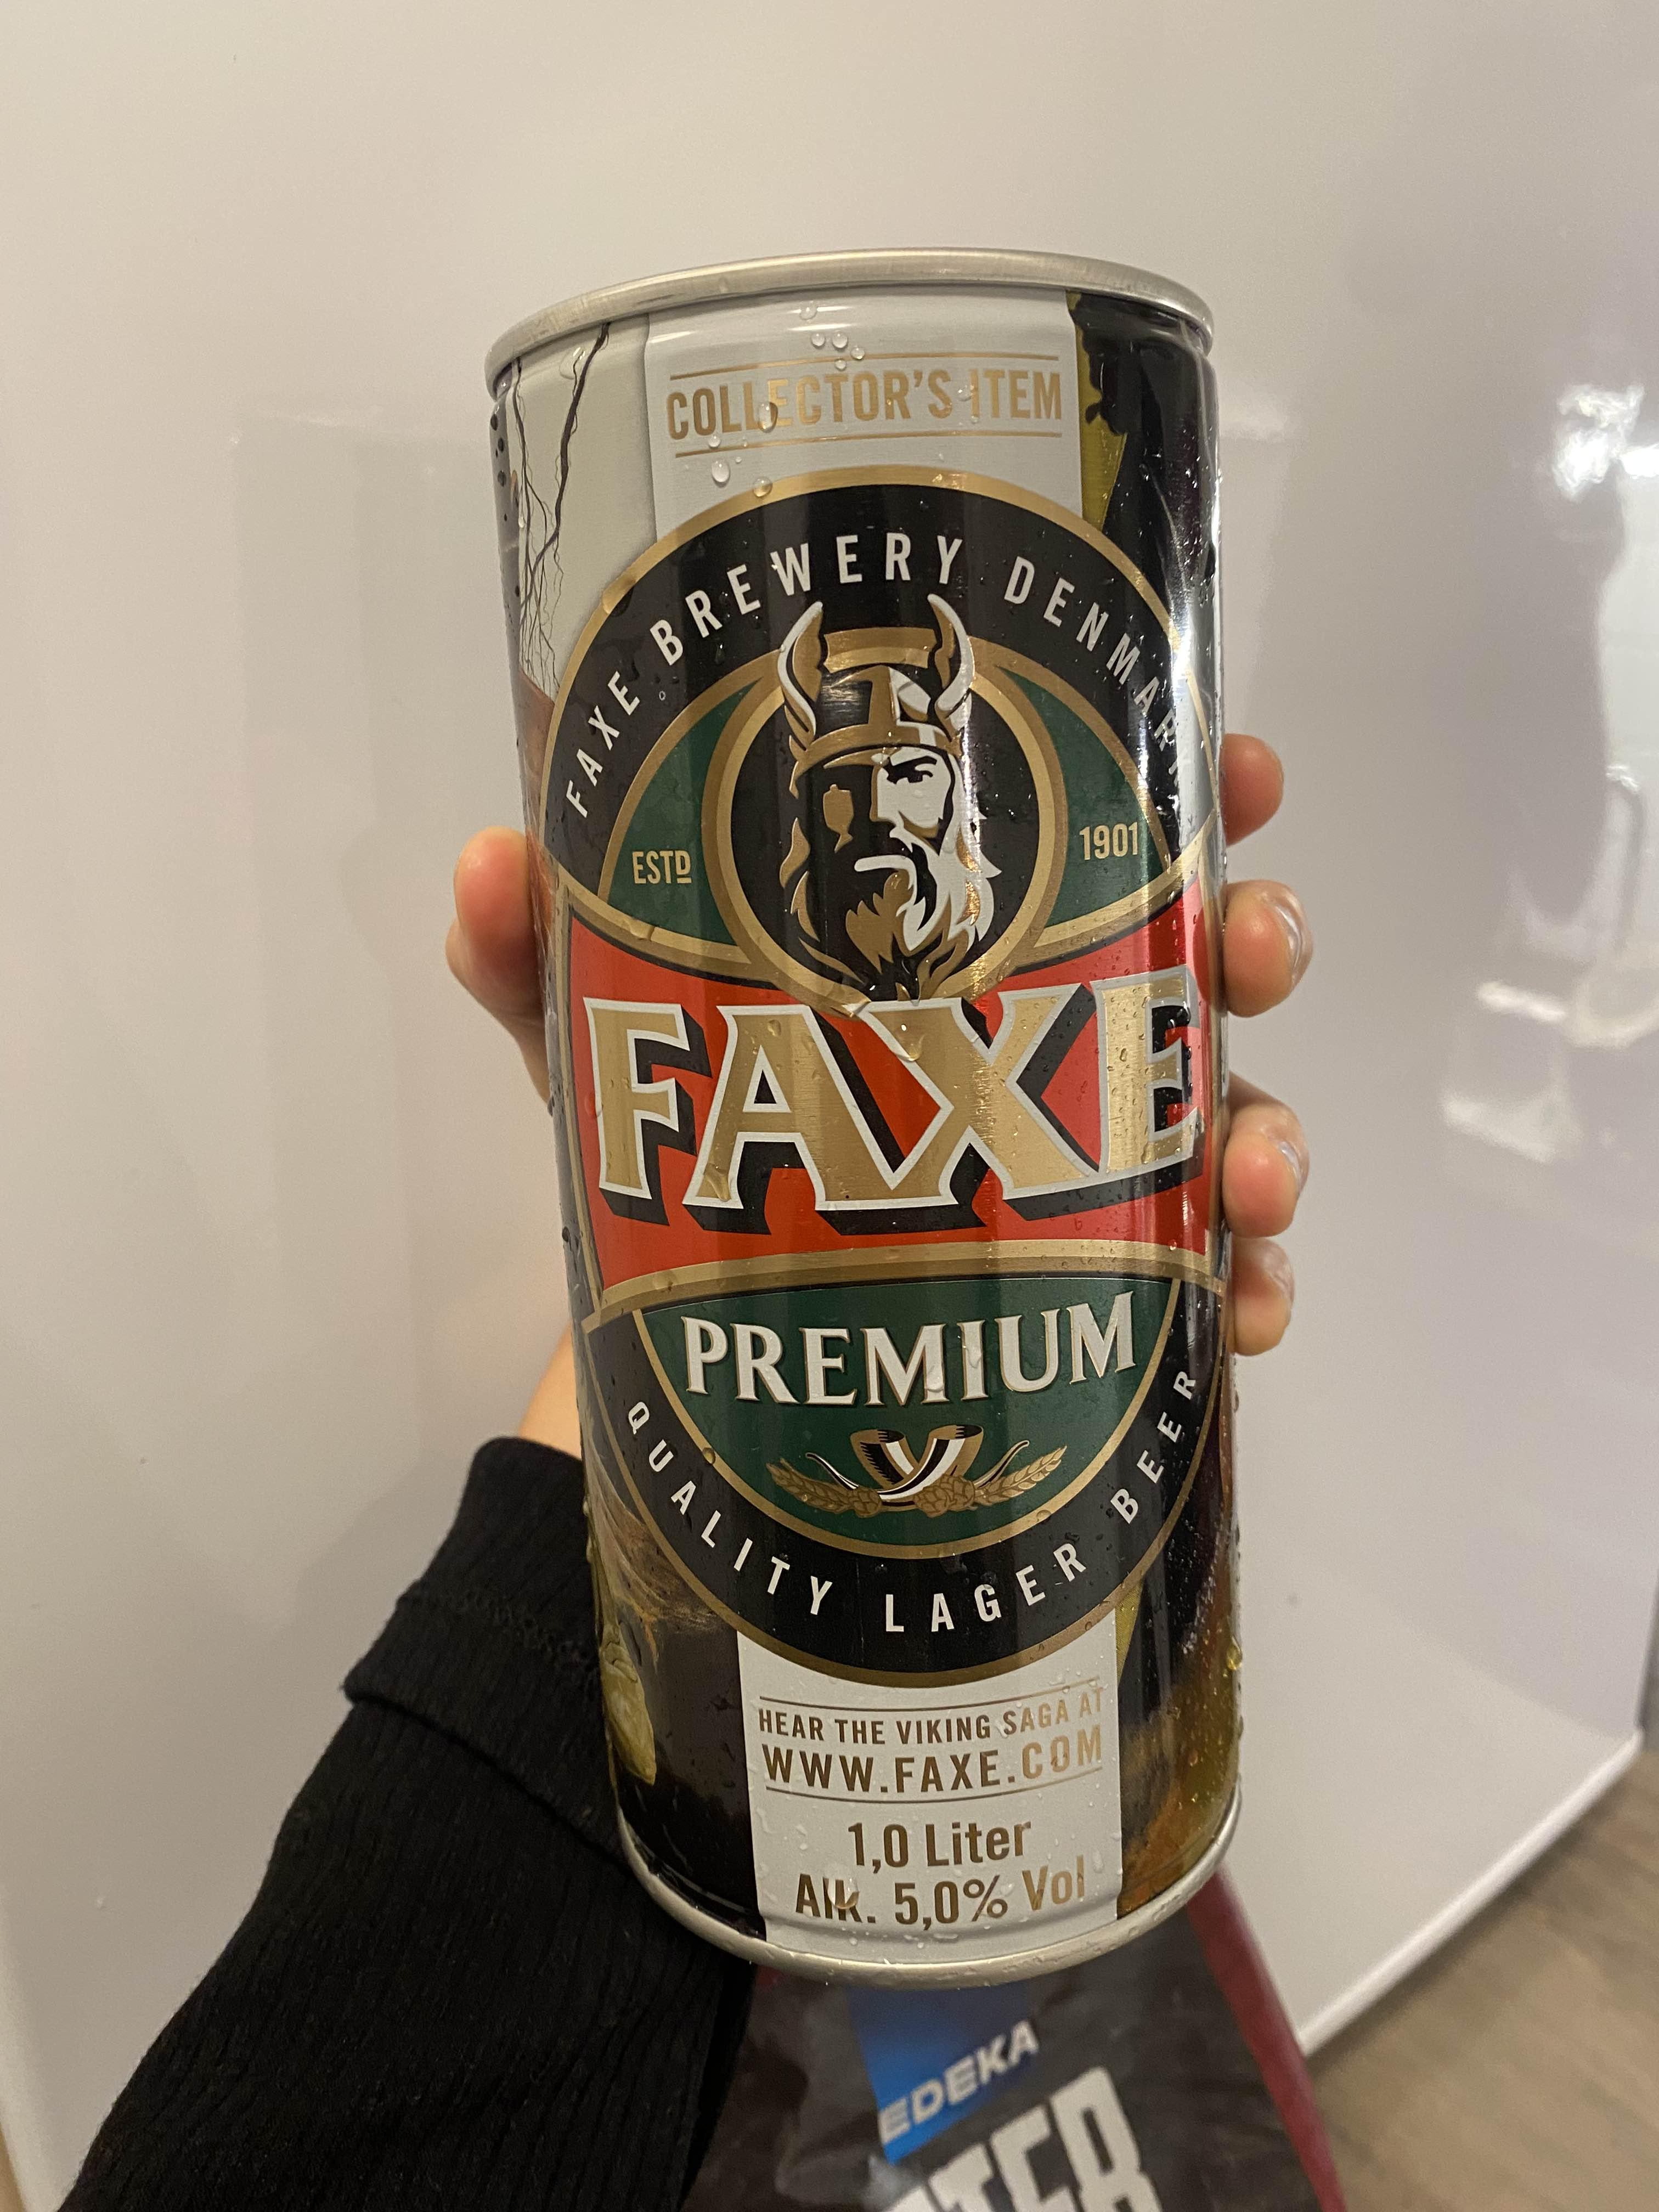 COLLECTOR'S ITEM
FAXE BREWERY DENMARK
ESTD
1901
FAXE
PREMIUM
QUALITY LAGER BEER
HEAR THE VIKING SAGA AT
WWW.FAXE.COM
1,0 Liter
Alk. 5,0% Vol
EDEKA